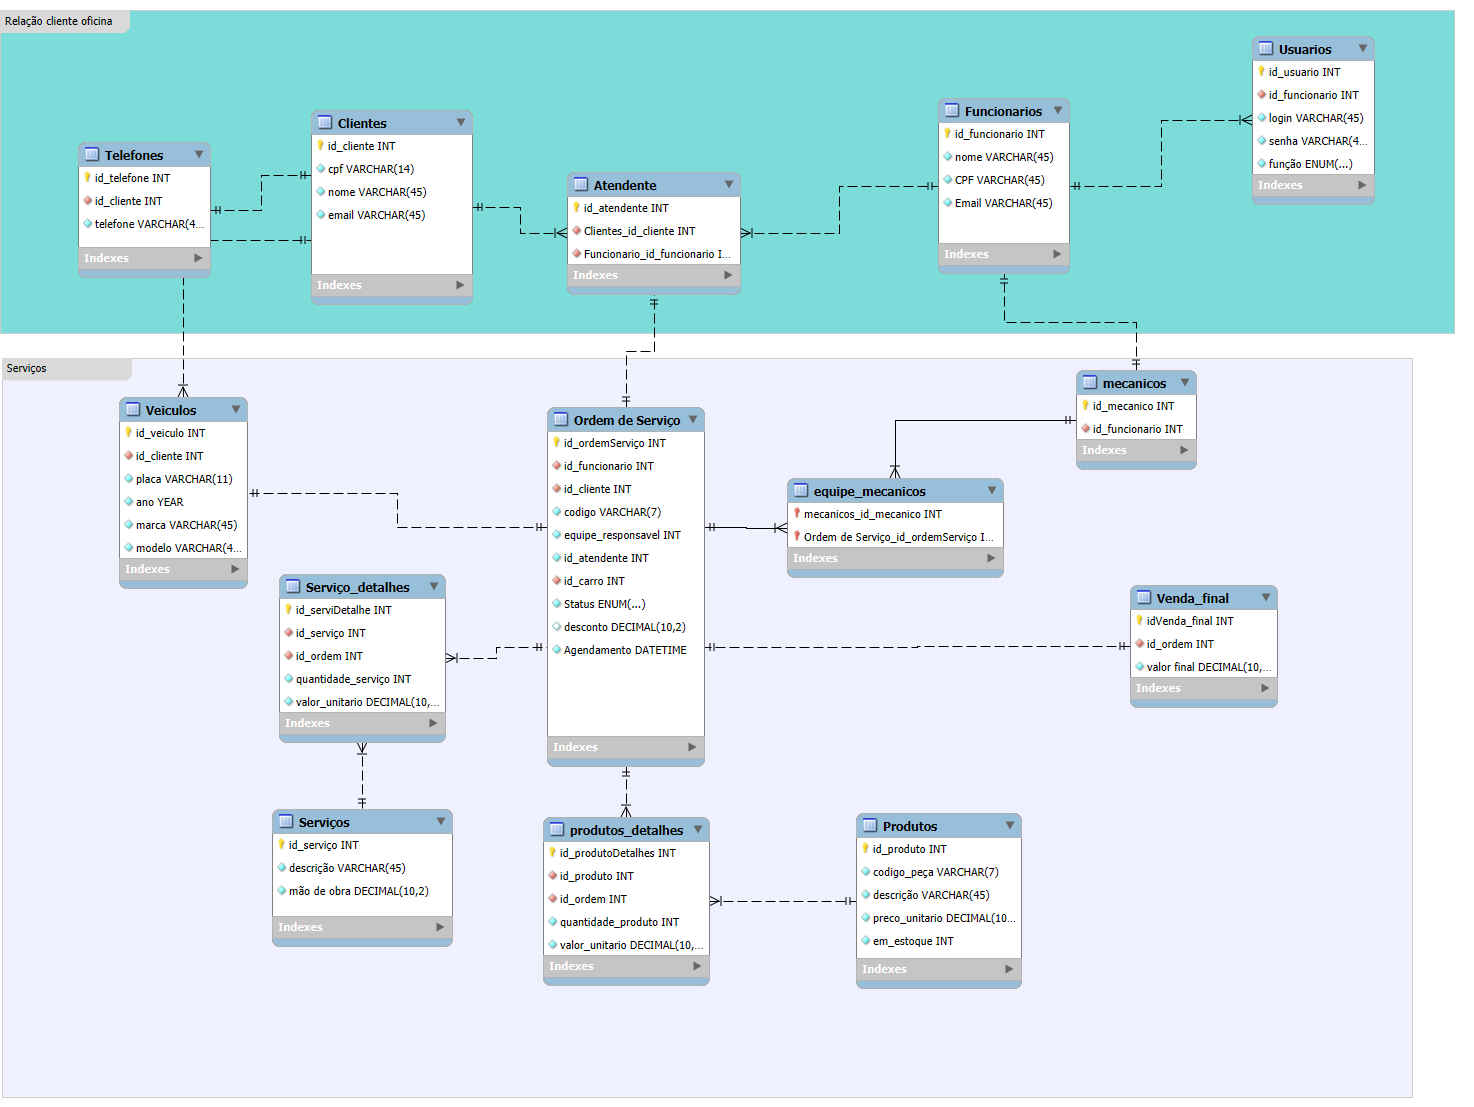 Relação cliente oficina
Telefones
id_telefone INT
id_cliente INT
telefone VARCHAR(4...
Indexes
Clientes
id_cliente INT
cpf VARCHAR(14)
nome VARCHAR(45)
email VARCHAR(45)
Indexes
Atendente
id_atendente INT
Clientes_id_cliente INT
Funcionario_id_funcionario I...
Indexes
Funcionarios
id_funcionario INT
nome VARCHAR(45)
CPF VARCHAR(45)
Email VARCHAR(45)
Indexes
Usuarios
id_usuario INT
id_funcionario INT
login VARCHAR(45)
senha VARCHAR(4...
função ENUM(...)
Indexes
Serviços
Veiculos
id_veiculo INT
id_cliente INT
placa VARCHAR(11)
ano YEAR
marca VARCHAR(45)
modelo VARCHAR(4...
Indexes
Ordem de Serviço
id_ordemServiço INT
id_funcionario INT
id_cliente INT
codigo VARCHAR(7)
equipe_responsavel INT
id_atendente INT
id_carro INT
Status ENUM(...)
desconto DECIMAL(10,2)
Agendamento DATETIME
Indexes
mecanicos
id_mecanico INT
id_funcionario INT
Indexes
equipe_mecanicos
mecanicos_id_mecanico INT
Ordem de Serviço_id_ordemServiço I...
Indexes
Serviço_detalhes
id_serviDetalhe INT
id_serviço INT
id_ordem INT
quantidade_serviço INT
valor_unitario DECIMAL(10,...
Indexes
Venda_final
idVenda_final INT
id_ordem INT
valor final DECIMAL(10,...
Indexes
Serviços
id_serviço INT
descrição VARCHAR(45)
mão de obra DECIMAL(10,2)
Indexes
produtos_detalhes
id_produtoDetalhes INT
id_produto INT
id_ordem INT
quantidade_produto INT
valor_unitario DECIMAL(10,...
Indexes
Produtos
id_produto INT
codigo_peça VARCHAR(7)
descrição VARCHAR(45)
preco_unitario DECIMAL(10...
em_estoque INT
Indexes